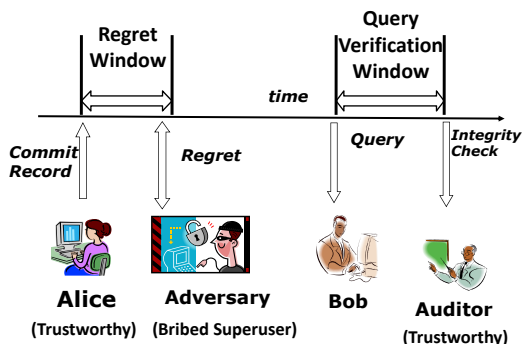 Regret
Window
Query
Verification
Window
time
Commit
Record
Regret
Query
Integrity
Check
Alice
(Trustworthy)
Adversary
(Bribed Superuser)
Bob
Auditor
(Trustworthy)